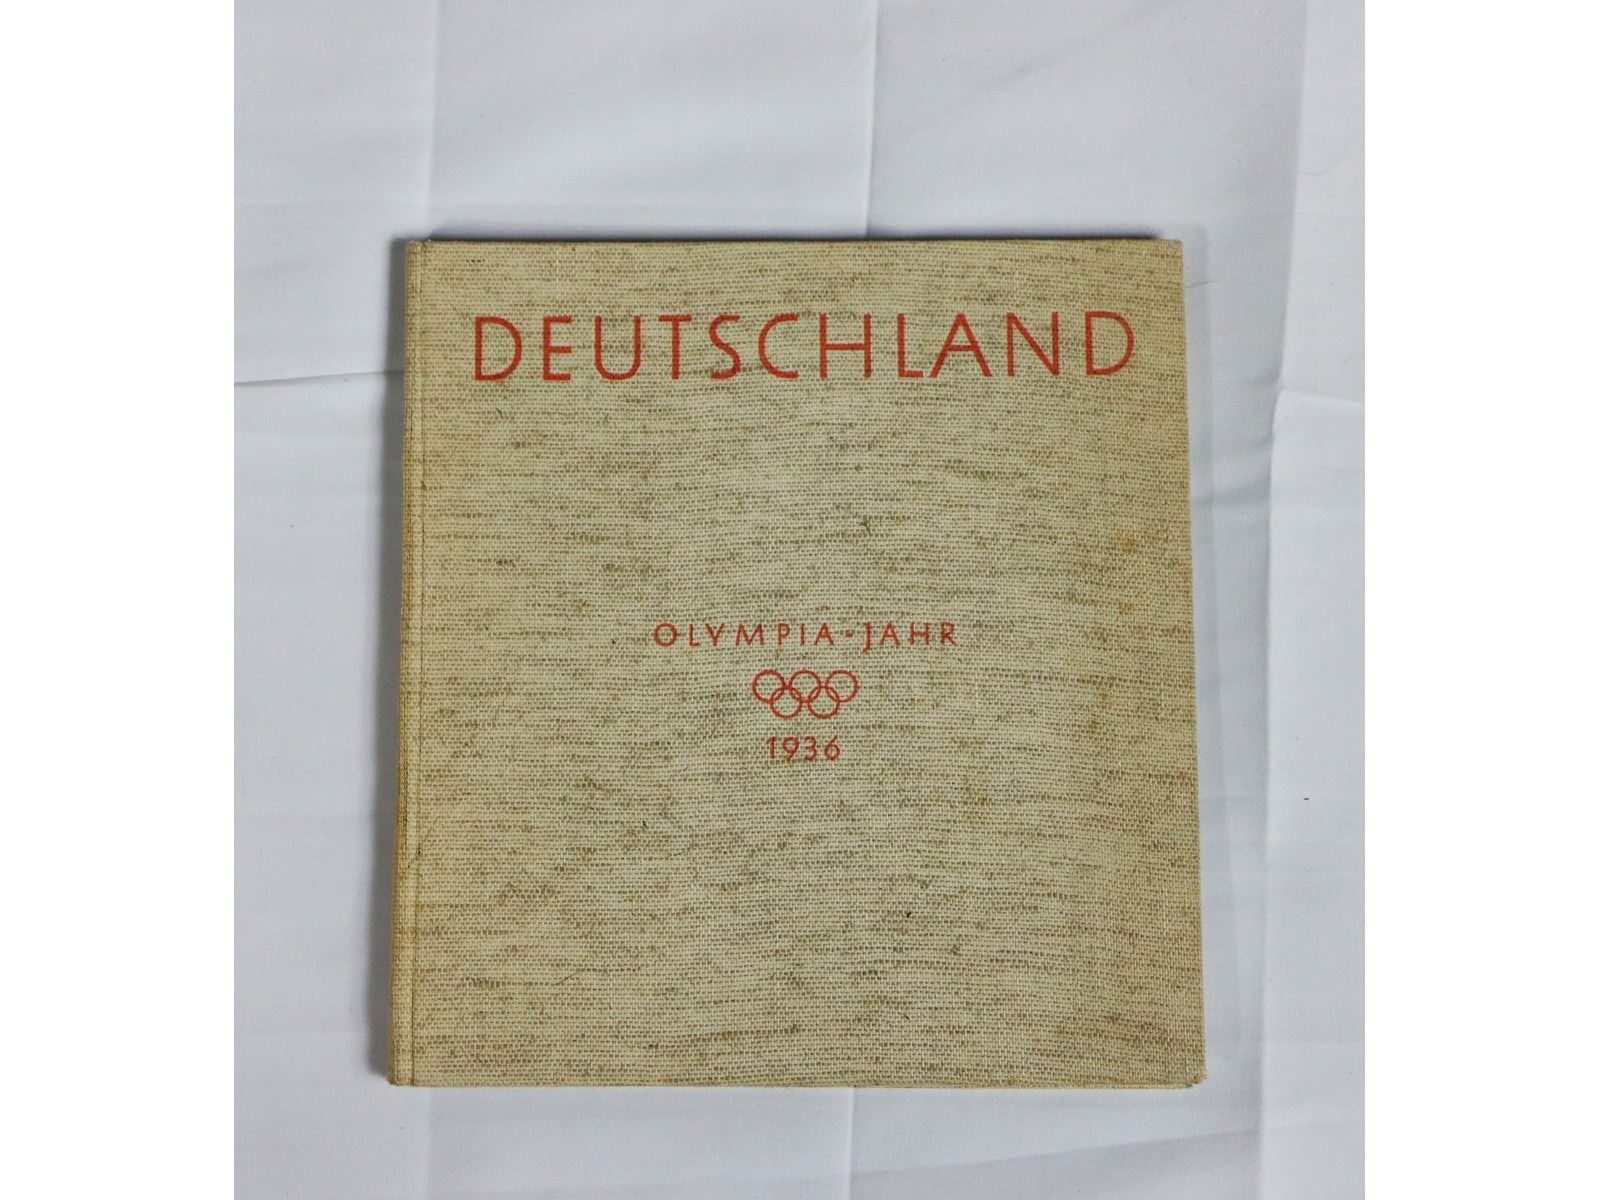 DEUTSCHLAND
OLYMPIA-JAHR
1936